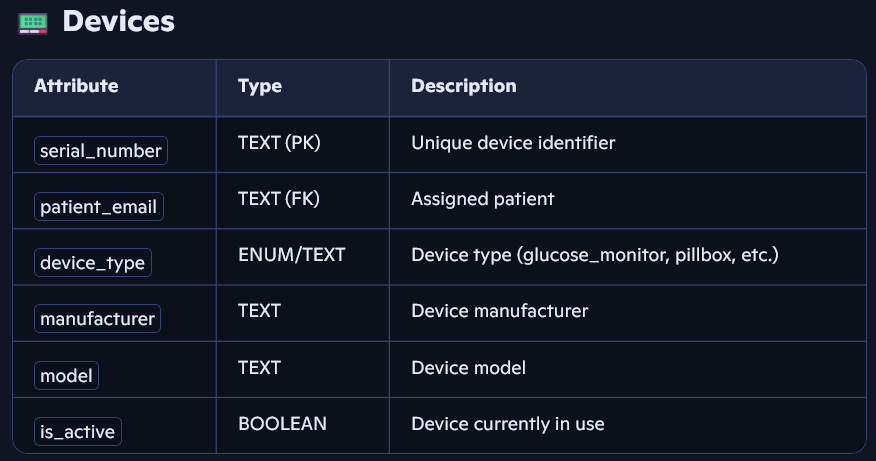 Devices
Attribute Type Description
serial_number TEXT (PK) Unique device identifier
patient_email TEXT (FK) Assigned patient
device_type ENUM/TEXT Device type (glucose_monitor, pillbox, etc.)
manufacturer TEXT Device manufacturer
model TEXT Device model
is_active BOOLEAN Device currently in use